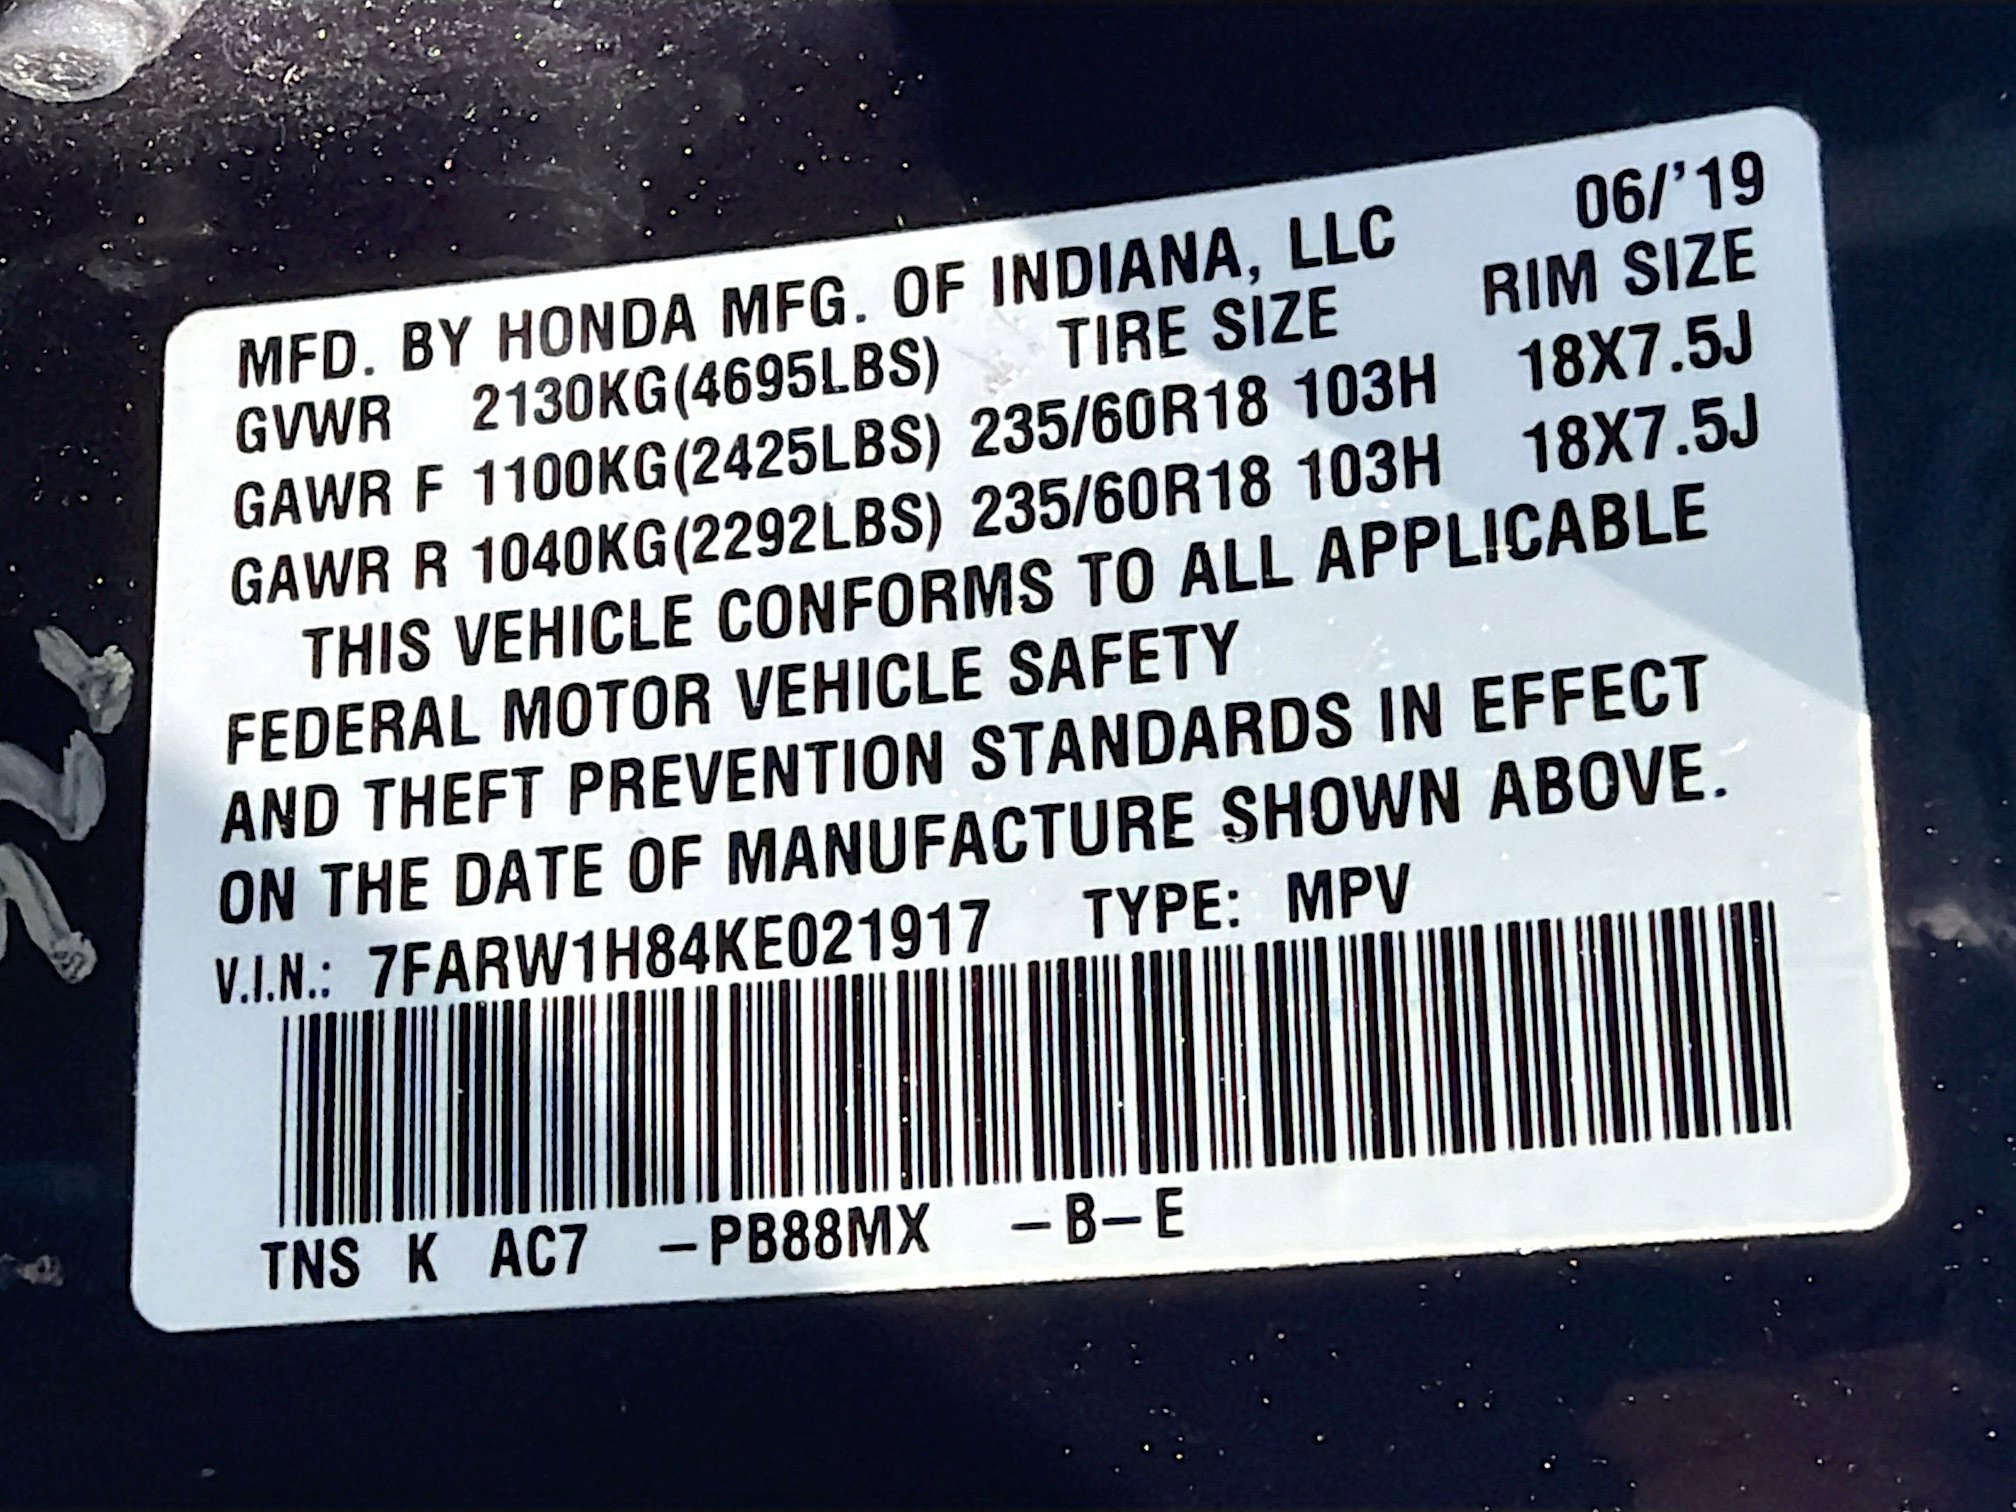 MFD. BY HONDA MFG. OF INDIANA, LLC 06/'19
GVWR 2130KG(4695LBS) TIRE SIZE RIM SIZE
GAWR F 1100KG(2425LBS) 235/60R18 103H 18X7.5J
GAWR R 1040KG(2292LBS) 235/60R18 103H 18X7.5J
THIS VEHICLE CONFORMS TO ALL APPLICABLE
FEDERAL MOTOR VEHICLE SAFETY
AND THEFT PREVENTION STANDARDS IN EFFECT
ON THE DATE OF MANUFACTURE SHOWN ABOVE.
V.I.N.: 7FARW1H84KE021917 TYPE: MPV
TNS K AC7 -PB88MX -B-E